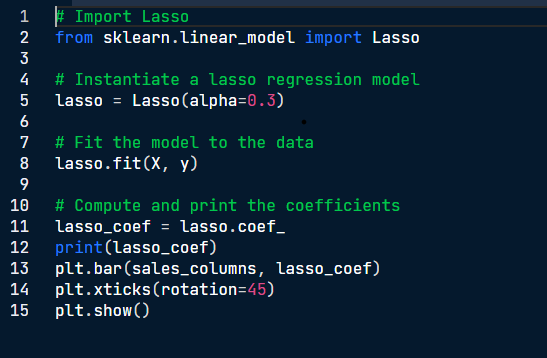 1 # Import Lasso
2 from sklearn.linear_model import Lasso
3
4 # Instantiate a lasso regression model
5 lasso = Lasso(alpha=0.3)
6
7 # Fit the model to the data
8 lasso.fit(X, y)
9
10 # Compute and print the coefficients
11 lasso_coef = lasso.coef_
12 print(lasso_coef)
13 plt.bar(sales_columns, lasso_coef)
14 plt.xticks(rotation=45)
15 plt.show()